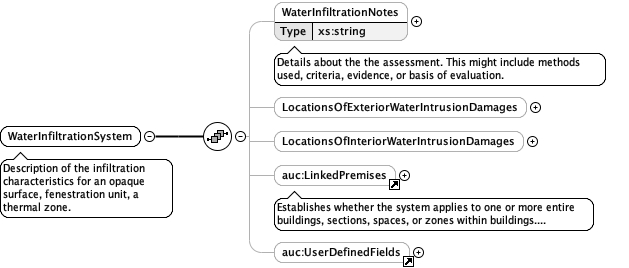 WaterInfiltrationNotes
Type xs:string
Details about the the assessment. This might include methods
used, criteria, evidence, or basis of evaluation.
LocationsOfExteriorWaterIntrusionDamages
WaterInfiltrationSystem
LocationsOfInteriorWaterIntrusionDamages
Description of the infiltration
characteristics for an opaque
surface, fenestration unit, a
thermal zone.
auc:LinkedPremises
Establishes whether the system applies to one or more entire
buildings, sections, spaces, or zones within buildings....
auc:UserDefinedFields